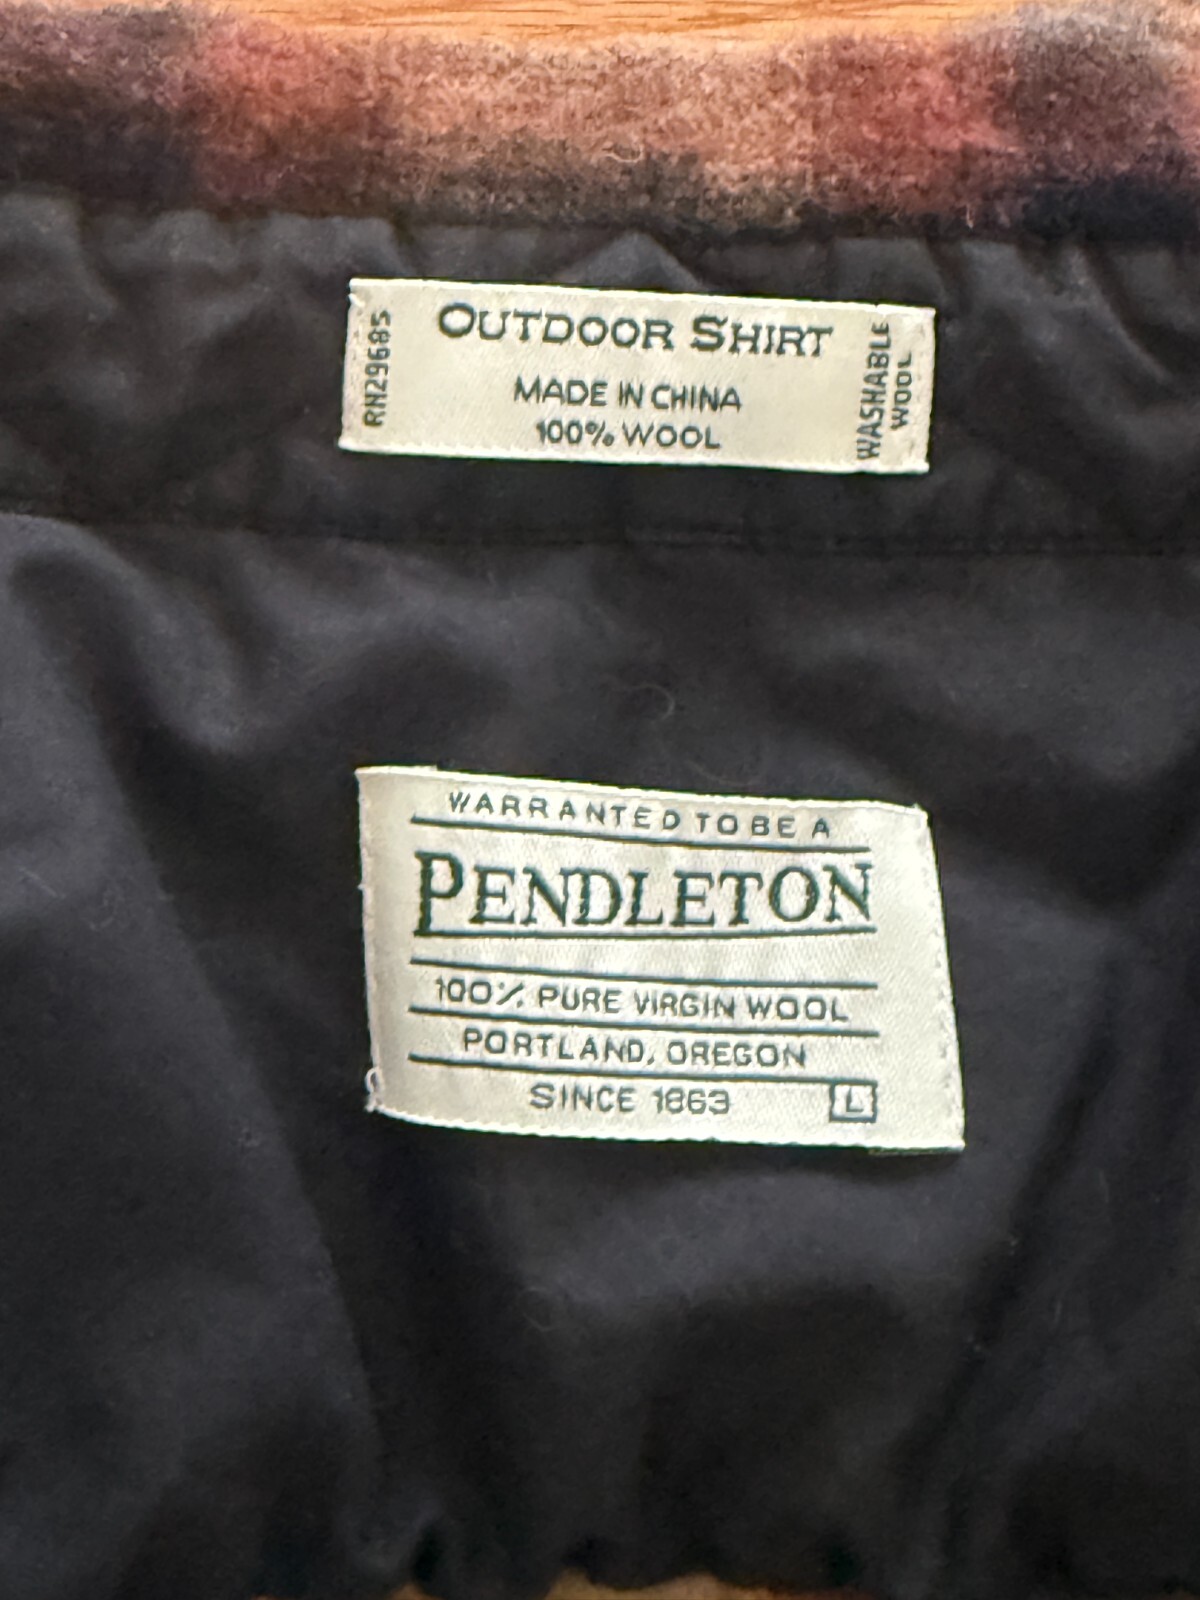 RN29685
OUTDOOR SHIRT
MADE IN CHINA
100% WOOL
WASHABLE
WOOL
WARRANTED TO BE A
PENDLETON
100% PURE VIRGIN WOOL
PORTLAND, OREGON
SINCE 1863
L